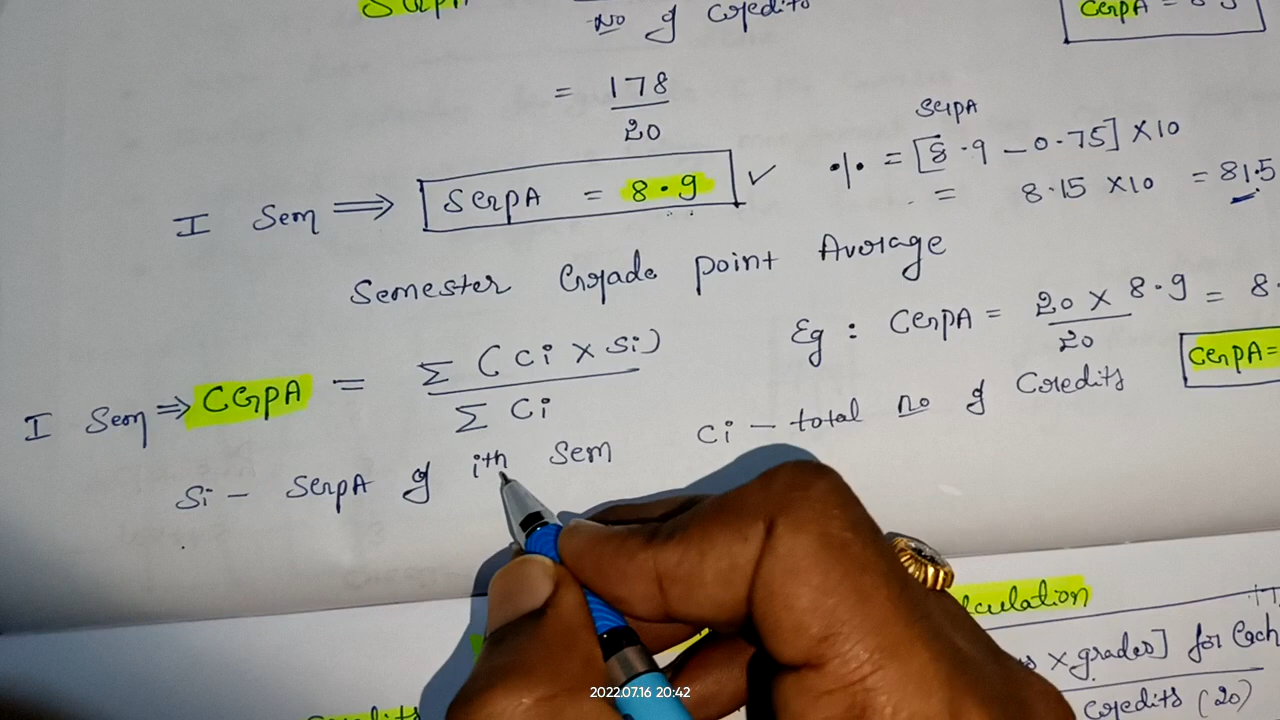 SGPA
No of Credits
CGPA = 8.9
= 178
20
SGPA
I Sem ⇒ SGPA = 8.9 ✓
% = [8.9 - 0.75] × 10
= 8.15 × 10 = 81.5
Semester Grade point Average
I Sem ⇒ CGPA = Σ (Ci × Si)
Σ Ci
Eg : CGPA = 20 × 8.9 = 8.
20
CGPA =
Si - SGPA of ith Sem
Ci - total no of Credits
lculation
× grades] for Each
credits (20)
2022.07.16 20:42